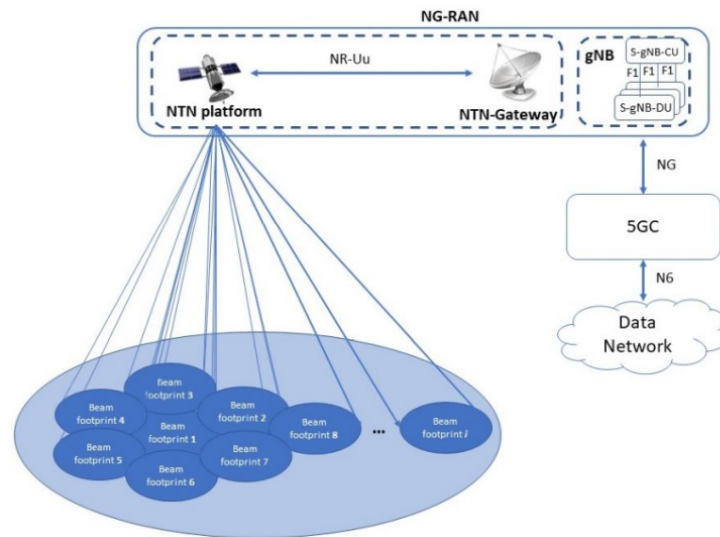 NG-RAN
NR-Uu
NTN platform
NTN-Gateway
gNB
S-gNB-CU
F1 F1 F1
S-gNB-DU
NG
5GC
N6
Data
Network
Beam
footprint 3
Beam
footprint 4
Beam
footprint 2
Beam
footprint 1
Beam
footprint 8
...
Beam
footprint i
Beam
footprint 5
Beam
footprint 7
Beam
footprint 6